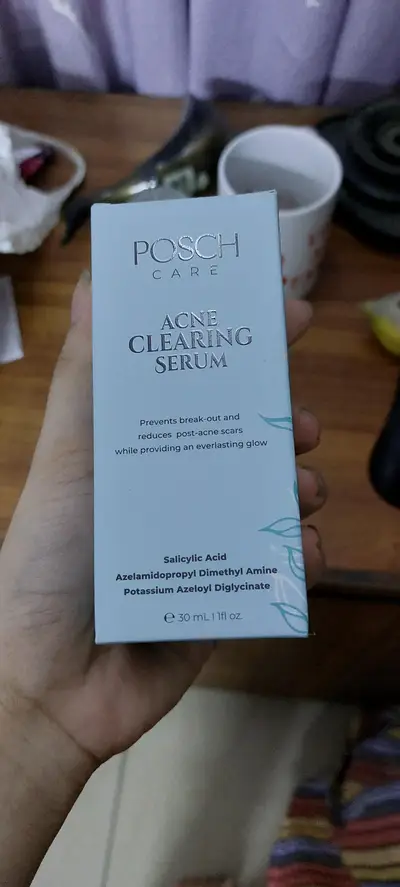 POSCH
CARE
ACNE
CLEARING
SERUM
Prevents break-out and
reduces post-acne scars
while providing an everlasting glow
Salicylic Acid
Azelamidopropyl Dimethyl Amine
Potassium Azeloyl Diglycinate
℮ 30 mL I 1fl oz.